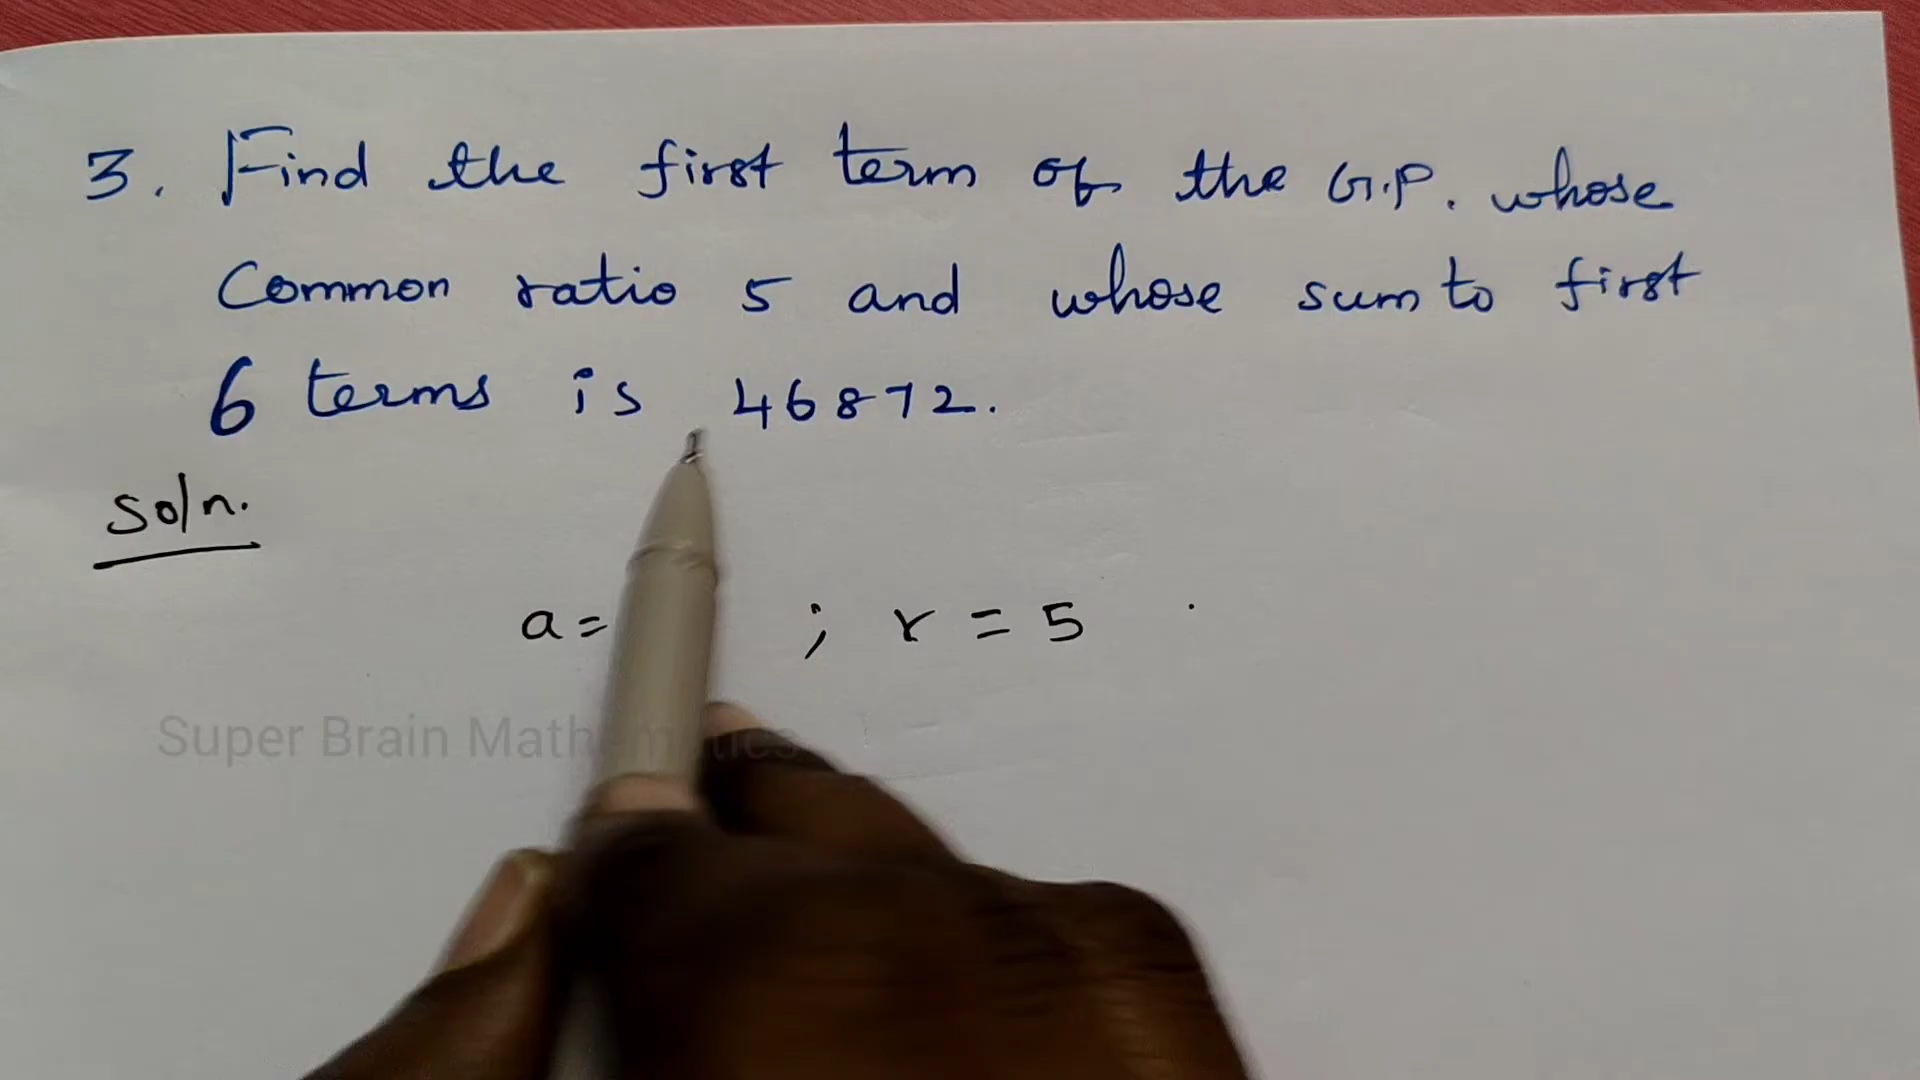 3. Find the first term of the G.P. whose
Common ratio 5 and whose sum to first
6 terms is 46872.
Soln.
a= ; r = 5
Super Brain Mathematics